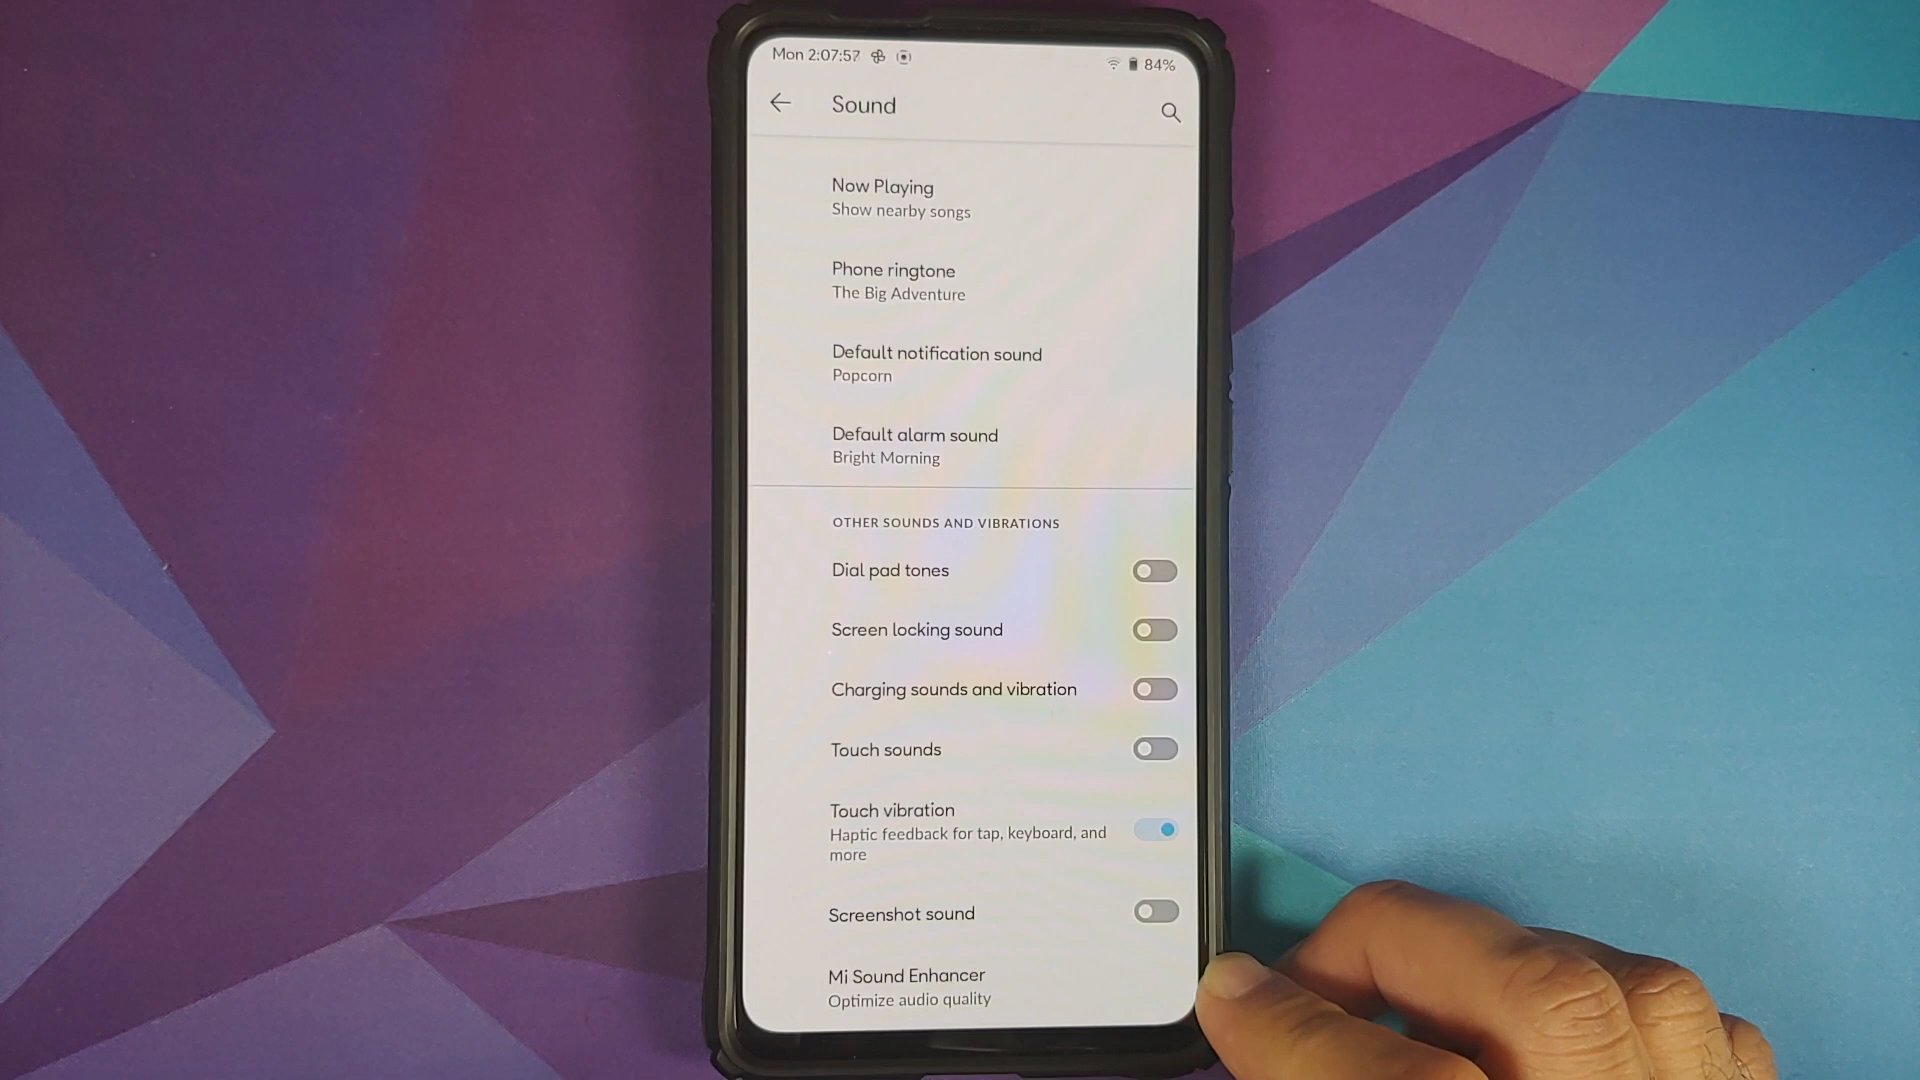 Mon 2:07:57
84%
Sound
Now Playing
Show nearby songs
Phone ringtone
The Big Adventure
Default notification sound
Popcorn
Default alarm sound
Bright Morning
OTHER SOUNDS AND VIBRATIONS
Dial pad tones
Screen locking sound
Charging sounds and vibration
Touch sounds
Touch vibration
Haptic feedback for tap, keyboard, and
more
Screenshot sound
Mi Sound Enhancer
Optimize audio quality